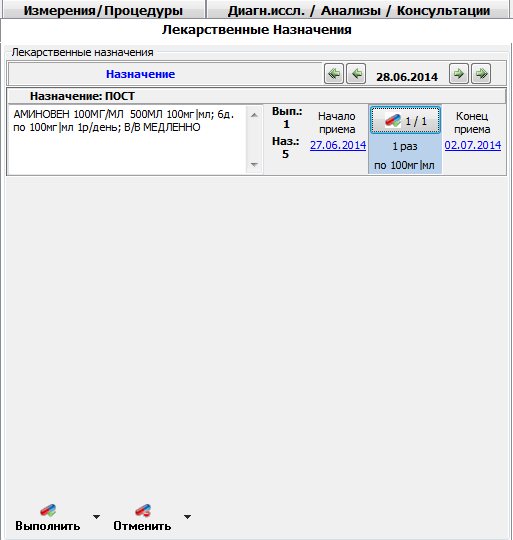 Измерения/Процедуры
Диагн.иссл. / Анализы / Консультации
Лекарственные Назначения
Лекарственные назначения
Назначение
28.06.2014
Назначение: ПОСТ
АМИНОВЕН 100МГ/МЛ  500МЛ 100мг|мл; 6д.
по 100мг|мл 1р/день; В/В МЕДЛЕННО
Вып.:
1
Наз.:
5
Начало
приема
27.06.2014
1 / 1
1 раз
по 100мг|мл
Конец
приема
02.07.2014
Выполнить
Отменить